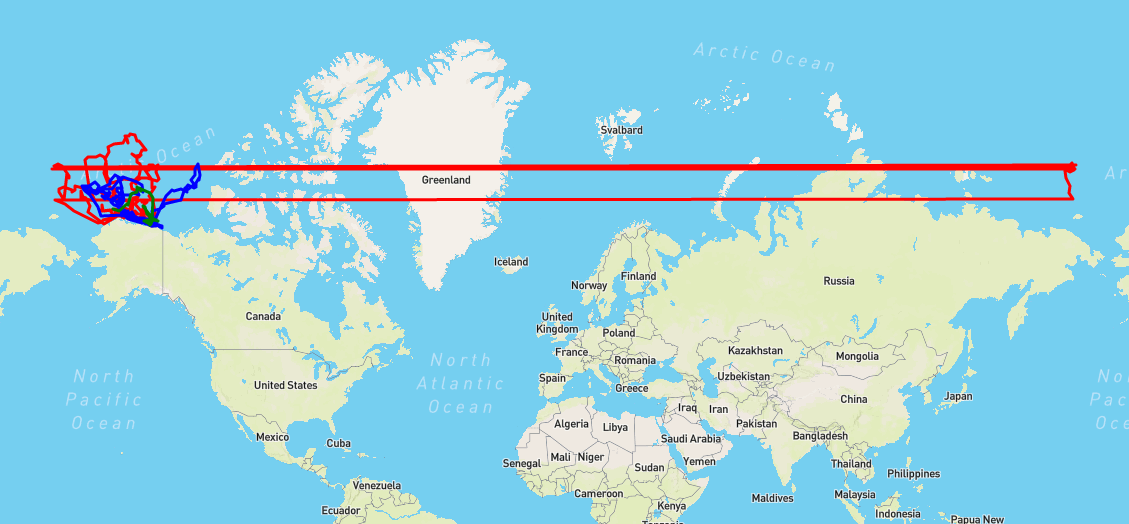 Arctic Ocean
Svalbard
Ocean
Ar
Greenland
Iceland
Finland
Norway
Russia
Canada
United
Kingdom
Poland
Kazakhstan
Mongolia
North
Atlantic
Ocean
France
Romania
North
Pacific
Ocean
United States
Spain
Greece
Uzbekistan
China
Japan
No
Pac
Oce
Iraq
Iran
Pakistan
Algeria
Libya
Saudi Arabia
Bangladesh
Mexico
Cuba
Senegal
Mali
Niger
Sudan
Yemen
Thailand
Philippines
Venezuela
Cameroon
Maldives
Malaysia
Ecuador
Kenya
Indonesia
Papua New